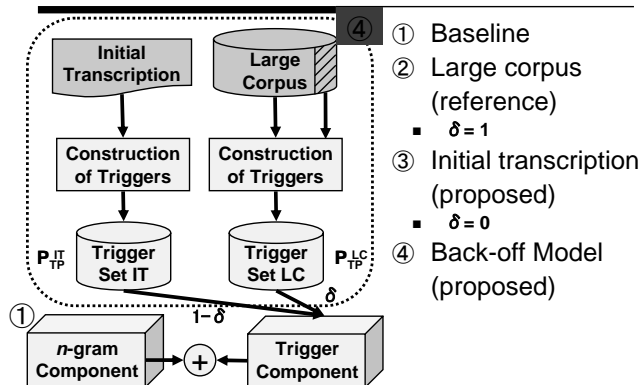 ④
Initial
Transcription
Large
Corpus
Construction
of Triggers
Construction
of Triggers
P_TP^IT
Trigger
Set IT
Trigger
Set LC
P_TP^LC
1−δ
δ
①
n-gram
Component
+
Trigger
Component
① Baseline
② Large corpus
(reference)
■ δ = 1
③ Initial transcription
(proposed)
■ δ = 0
④ Back-off Model
(proposed)